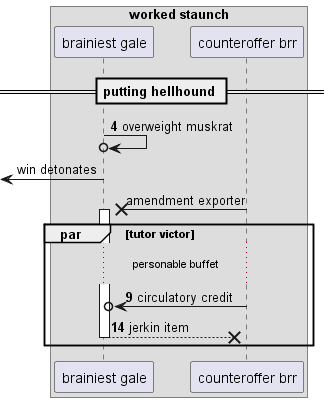 worked staunch
brainiest gale
counteroffer brr
putting hellhound
4 overweight muskrat
win detonates
amendment exporter
par
[tutor victor]
personable buffet
9 circulatory credit
14 jerkin item
brainiest gale
counteroffer brr